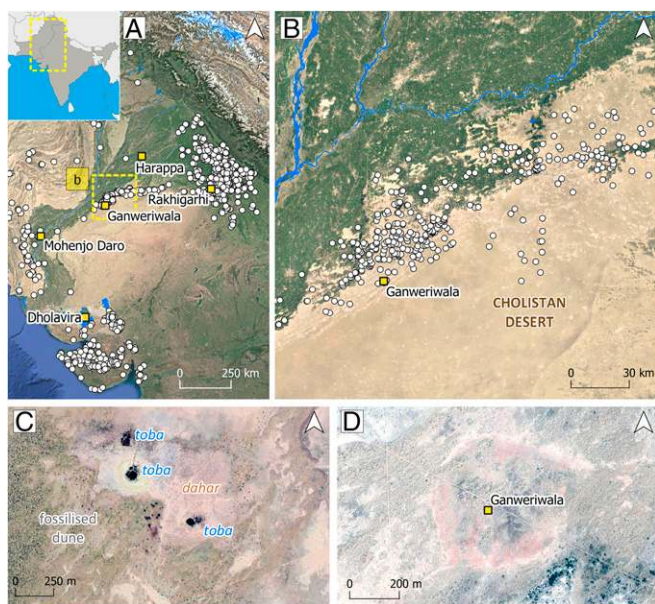 A
Harappa
b
Rakhigarhi
Ganweriwala
Mohenjo Daro
Dholavira
0
250 km
B
Ganweriwala
CHOLISTAN
DESERT
0
30 km
C
toba
toba
dahar
fossilised
dune
toba
0
250 m
D
Ganweriwala
0
200 m